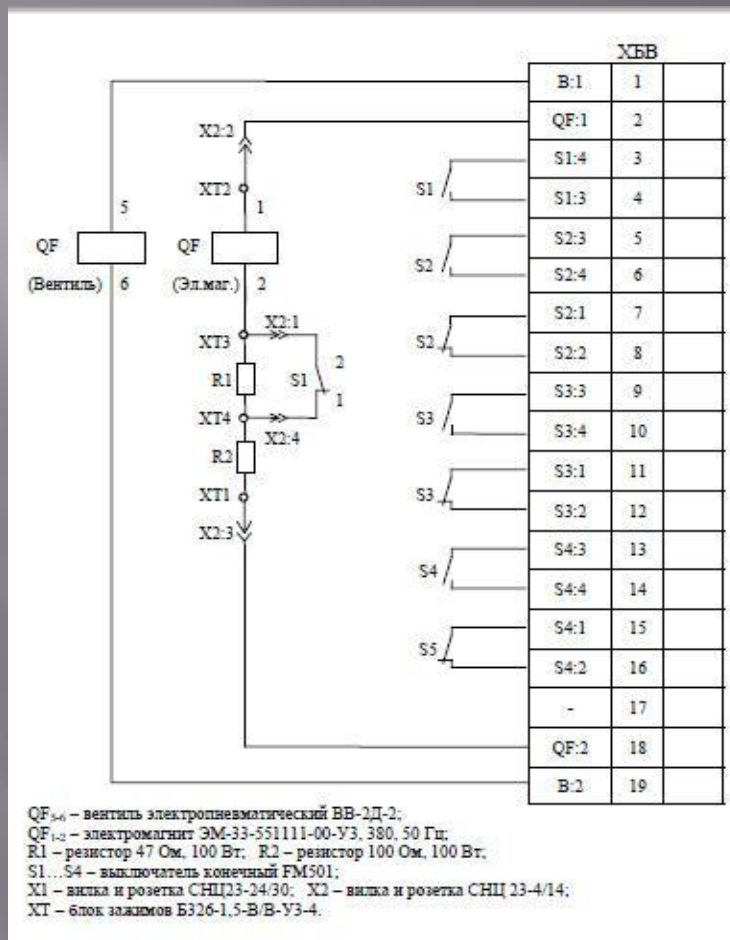 ХБВ
B:1 1
QF:1 2
X2:2
S1:4 3
S1
XT2
S1:3 4
1
5
S2:3 5
QF
QF
S2
S2:4 6
(Вентиль) 6
(Эл.маг.) 2
S2:1 7
X2:1
XT3
S2
S2:2 8
2
R1
S1
S3:3 9
1
XT4
S3
S3:4 10
X2:4
R2
S3:1 11
XT1
S3
S3:2 12
X2:3
S4:3 13
S4
S4:4 14
S4:1 15
S5
S4:2 16
- 17
QF:2 18
B:2 19
QF5-6 – вентиль электропневматический ВВ-2Д-2;
QF1-2 – электромагнит ЭМ-33-551111-00-У3, 380, 50 Гц;
R1 – резистор 47 Ом, 100 Вт; R2 – резистор 100 Ом, 100 Вт;
S1...S4 – выключатель конечный FM501;
X1 – вилка и розетка СНЦ23-24/30; X2 – вилка и розетка СНЦ 23-4/14;
ХТ – блок зажимов Б326-1,5-В/В-У3-4.